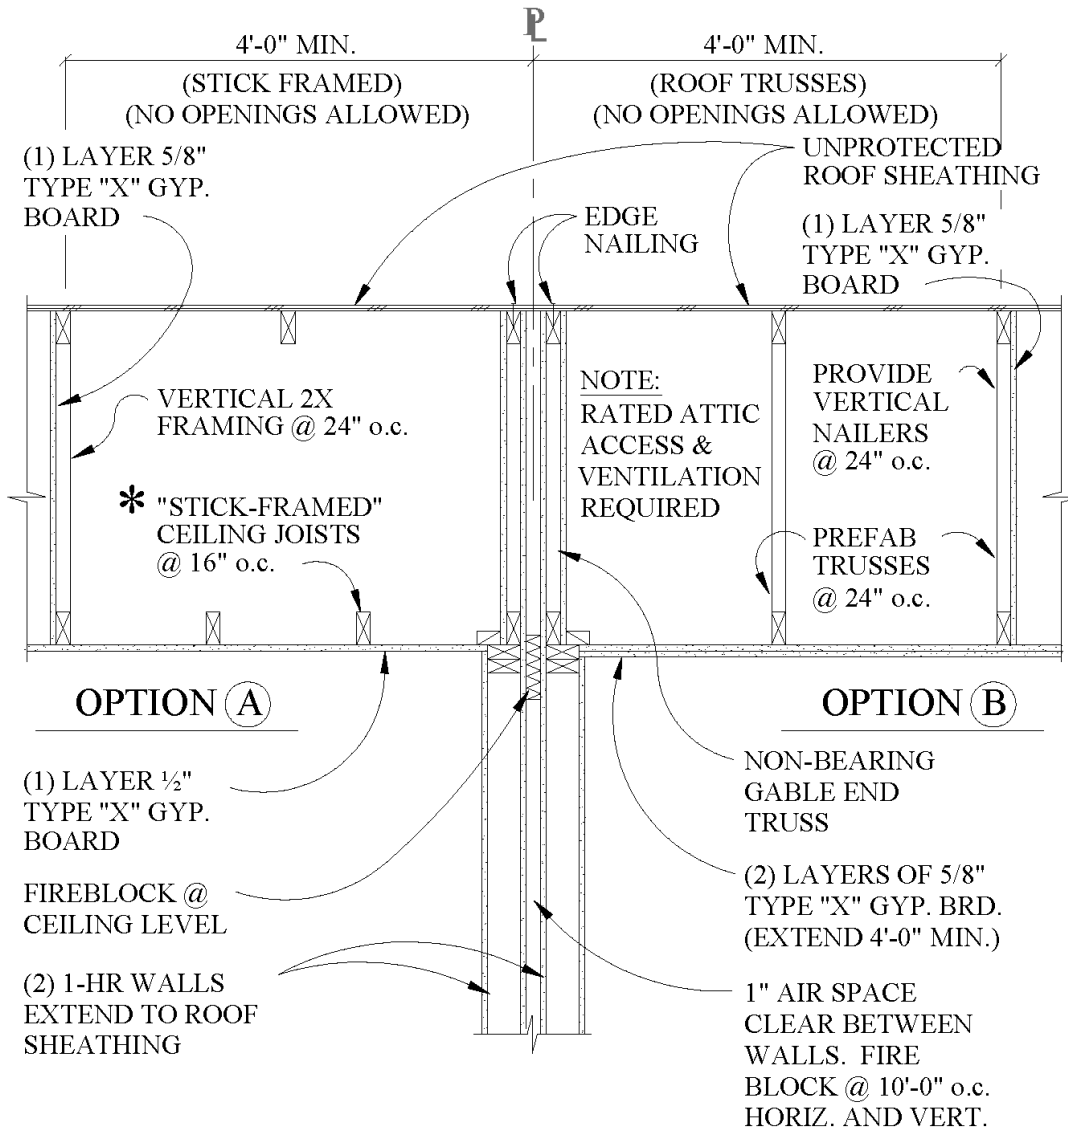 PL
4'-0" MIN.
(STICK FRAMED)
(NO OPENINGS ALLOWED)
4'-0" MIN.
(ROOF TRUSSES)
(NO OPENINGS ALLOWED)
(1) LAYER 5/8"
TYPE "X" GYP.
BOARD
EDGE
NAILING
UNPROTECTED
ROOF SHEATHING
(1) LAYER 5/8"
TYPE "X" GYP.
BOARD
VERTICAL 2X
FRAMING @ 24" o.c.
* "STICK-FRAMED"
CEILING JOISTS
@ 16" o.c.
NOTE:
RATED ATTIC
ACCESS &
VENTILATION
REQUIRED
PROVIDE
VERTICAL
NAILERS
@ 24" o.c.
PREFAB
TRUSSES
@ 24" o.c.
OPTION A
OPTION B
(1) LAYER ½"
TYPE "X" GYP.
BOARD
FIREBLOCK @
CEILING LEVEL
(2) 1-HR WALLS
EXTEND TO ROOF
SHEATHING
NON-BEARING
GABLE END
TRUSS
(2) LAYERS OF 5/8"
TYPE "X" GYP. BRD.
(EXTEND 4'-0" MIN.)
1" AIR SPACE
CLEAR BETWEEN
WALLS. FIRE
BLOCK @ 10'-0" o.c.
HORIZ. AND VERT.